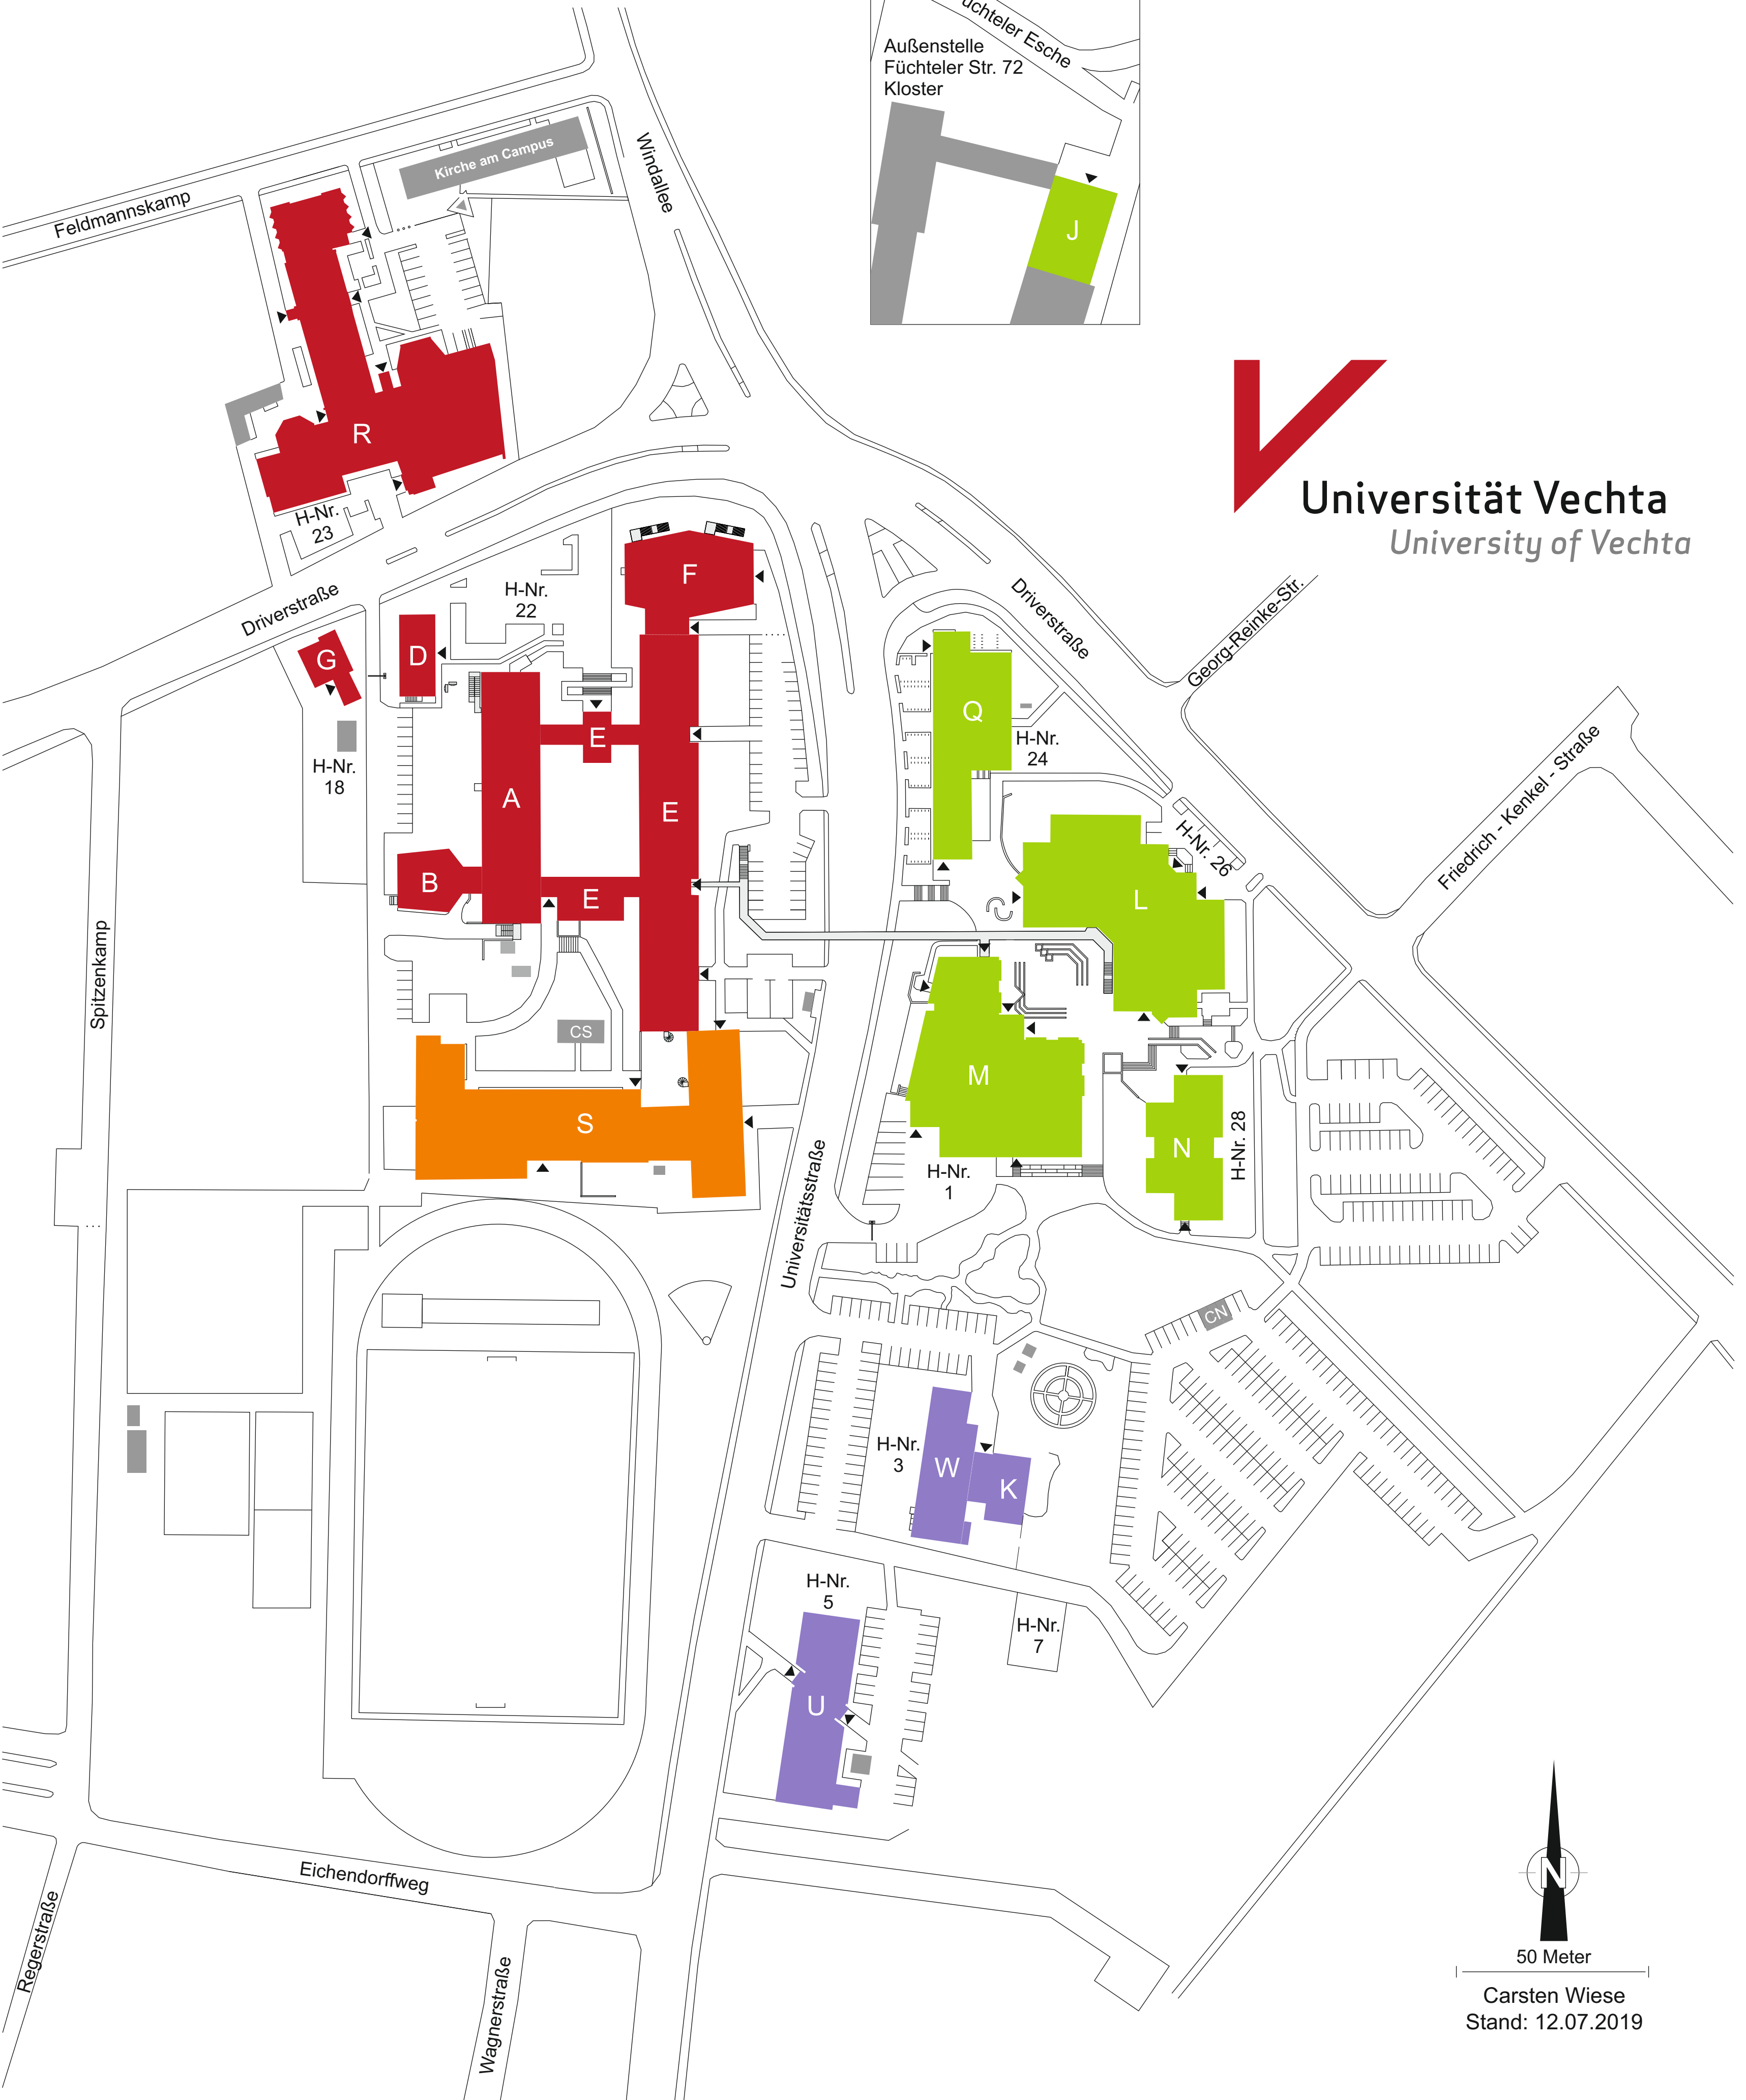 üchteler Esche
Außenstelle
Füchteler Str. 72
Kloster
J
Kirche am Campus
Windallee
Feldmannskamp
R
H-Nr.
23
Universität Vechta
University of Vechta
Driverstraße
H-Nr.
22
F
Driverstraße
Georg-Reinke-Str.
G
D
E
Q
H-Nr.
24
H-Nr.
18
A
E
Friedrich - Kenkel - Straße
H-Nr. 26
B
E
L
Spitzenkamp
CS
M
S
N
H-Nr. 28
H-Nr.
1
Universitätsstraße
CN
H-Nr.
3
W
K
H-Nr.
5
H-Nr.
7
U
Eichendorffweg
Regerstraße
Wagnerstraße
N
50 Meter
Carsten Wiese
Stand: 12.07.2019